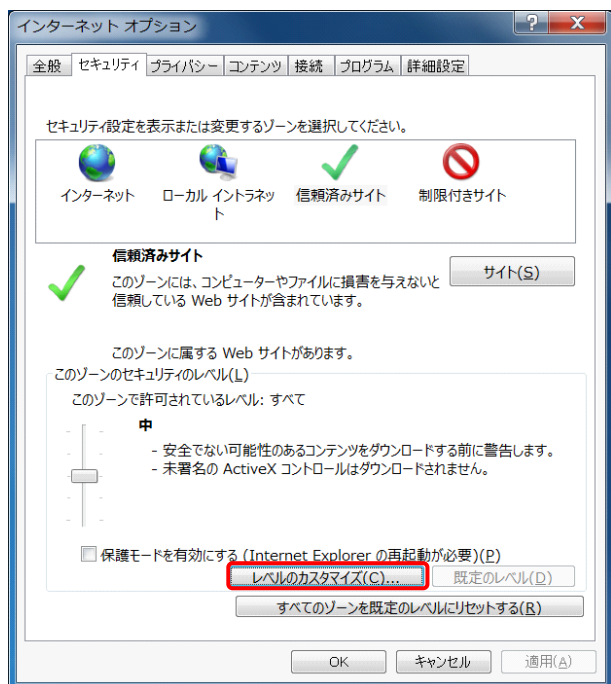 インターネット オプション
全般 セキュリティ プライバシー コンテンツ 接続 プログラム 詳細設定
セキュリティ設定を表示または変更するゾーンを選択してください。
インターネット
ローカル イントラネッ
ト
信頼済みサイト
制限付きサイト
信頼済みサイト
このゾーンには、コンピューターやファイルに損害を与えないと
信頼している Web サイトが含まれています。
サイト(S)
このゾーンに属する Web サイトがあります。
このゾーンのセキュリティのレベル(L)
このゾーンで許可されているレベル: すべて
中
- 安全でない可能性のあるコンテンツをダウンロードする前に警告します。
- 未署名の ActiveX コントロールはダウンロードされません。
保護モードを有効にする (Internet Explorer の再起動が必要)(P)
レベルのカスタマイズ(C)... 既定のレベル(D)
すべてのゾーンを既定のレベルにリセットする(R)
OK キャンセル 適用(A)